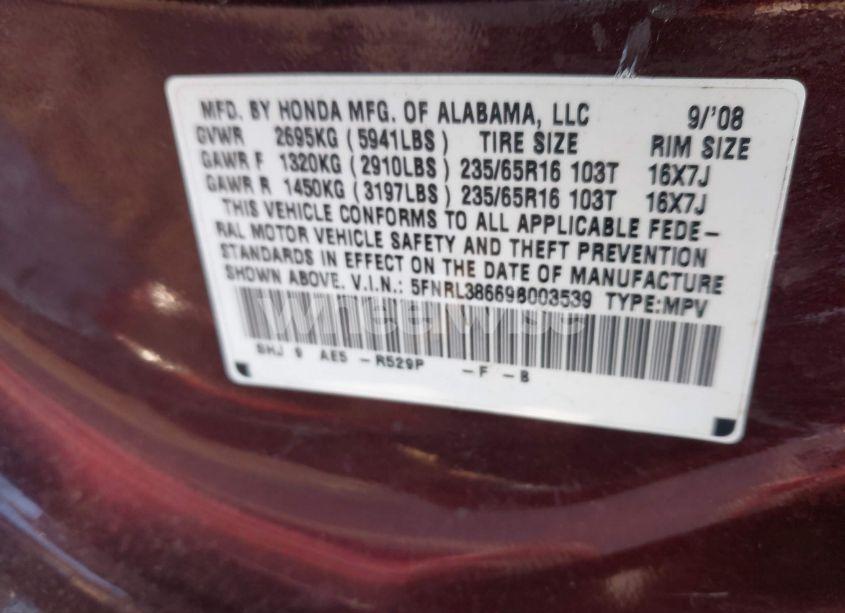 MFD. BY HONDA MFG. OF ALABAMA, LLC 9/'08
GVWR 2695KG (5941LBS) TIRE SIZE RIM SIZE
GAWR F 1320KG (2910LBS) 235/65R16 103T 16X7J
GAWR R 1450KG (3197LBS) 235/65R16 103T 16X7J
THIS VEHICLE CONFORMS TO ALL APPLICABLE FEDE-
RAL MOTOR VEHICLE SAFETY AND THEFT PREVENTION
STANDARDS IN EFFECT ON THE DATE OF MANUFACTURE
SHOWN ABOVE. V.I.N.: 5FNRL38669B003539 TYPE:MPV
wheelwise
SHJ 9 AE5 - R529P - F - B